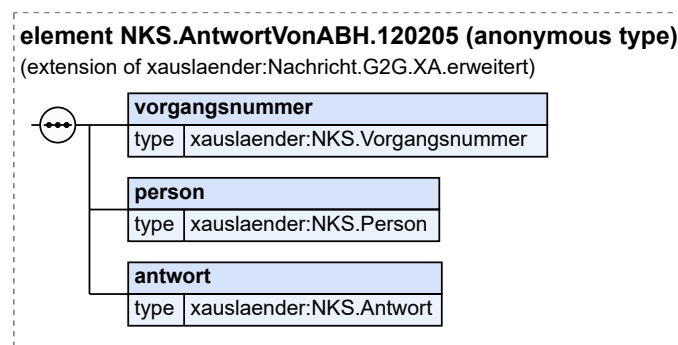 element NKS.AntwortVonABH.120205 (anonymous type)
(extension of xauslaender:Nachricht.G2G.XA.erweitert)
vorgangsnummer
type xauslaender:NKS.Vorgangsnummer
person
type xauslaender:NKS.Person
antwort
type xauslaender:NKS.Antwort